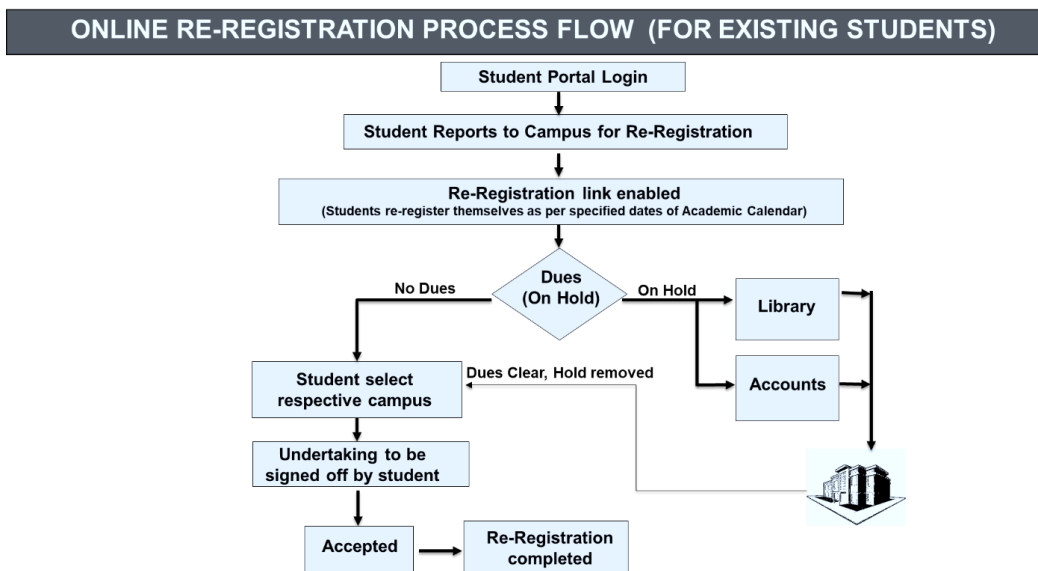 ONLINE RE-REGISTRATION PROCESS FLOW (FOR EXISTING STUDENTS)
Student Portal Login
Student Reports to Campus for Re-Registration
Re-Registration link enabled
(Students re-register themselves as per specified dates of Academic Calendar)
Dues
(On Hold)
No Dues
On Hold
Library
Accounts
Dues Clear, Hold removed
Student select
respective campus
Undertaking to be
signed off by student
Accepted
Re-Registration
completed